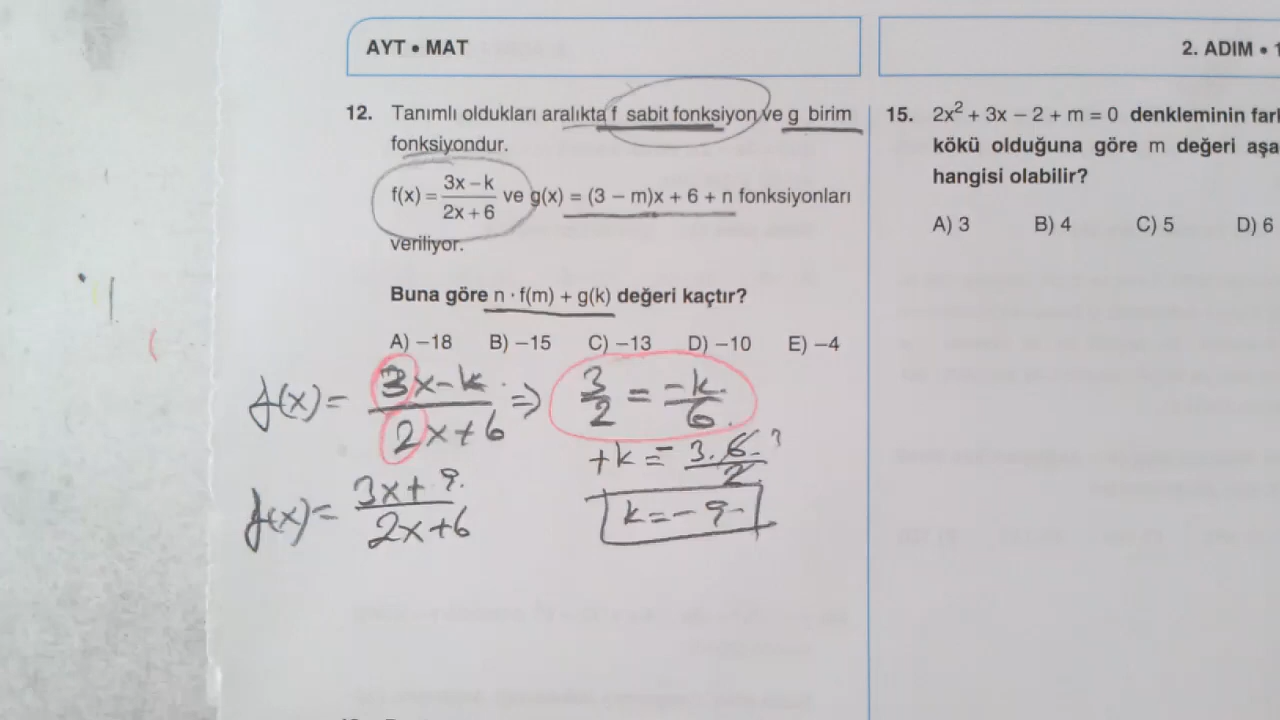 AYT • MAT
2. ADIM •
12. Tanımlı oldukları aralıkta f sabit fonksiyon ve g birim
fonksiyondur.
f(x) = (3x – k)/(2x + 6) ve g(x) = (3 – m)x + 6 + n fonksiyonları
veriliyor.
Buna göre n · f(m) + g(k) değeri kaçtır?
A) –18 B) –15 C) –13 D) –10 E) –4
f(x) = (3x – k)/(2x + 6) ⇒ 3/2 = –k/6
+k = – 3.6/2 3
k = – 9
f(x) = (3x + 9)/(2x + 6)
15. 2x² + 3x – 2 + m = 0 denkleminin
kökü olduğuna göre m değeri
hangisi olabilir?
A) 3 B) 4 C) 5 D) 6